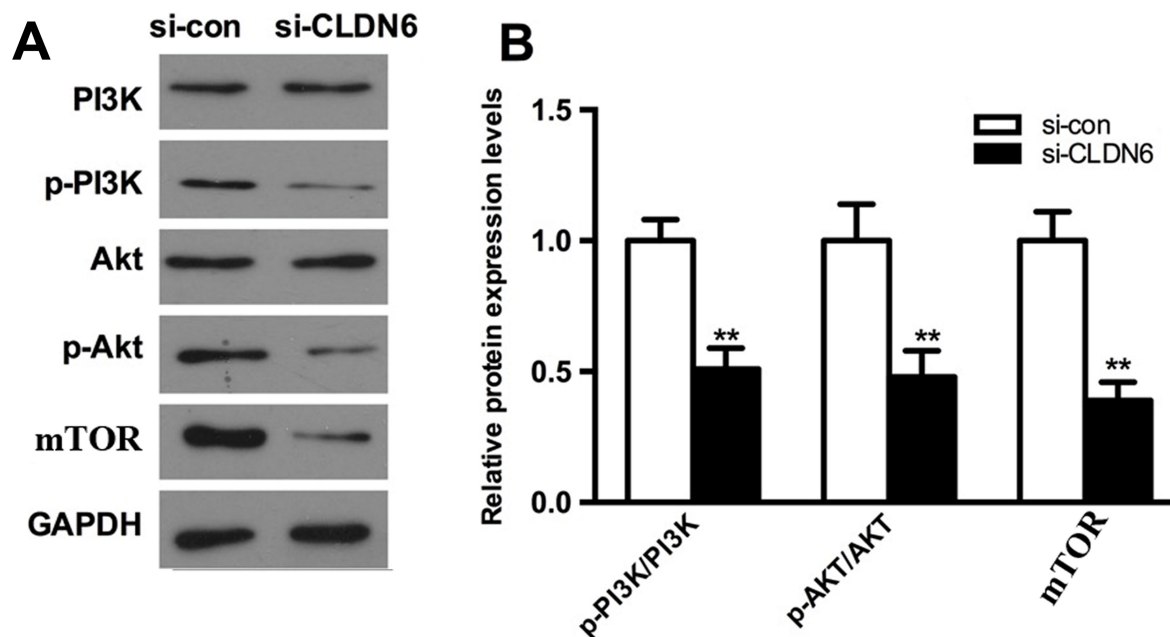 A
si-con si-CLDN6
PI3K
p-PI3K
Akt
p-Akt
mTOR
GAPDH
B
Relative protein expression levels
1.5
1.0
0.5
0.0
si-con
si-CLDN6
**
**
**
p-PI3K/PI3K
p-AKT/AKT
mTOR